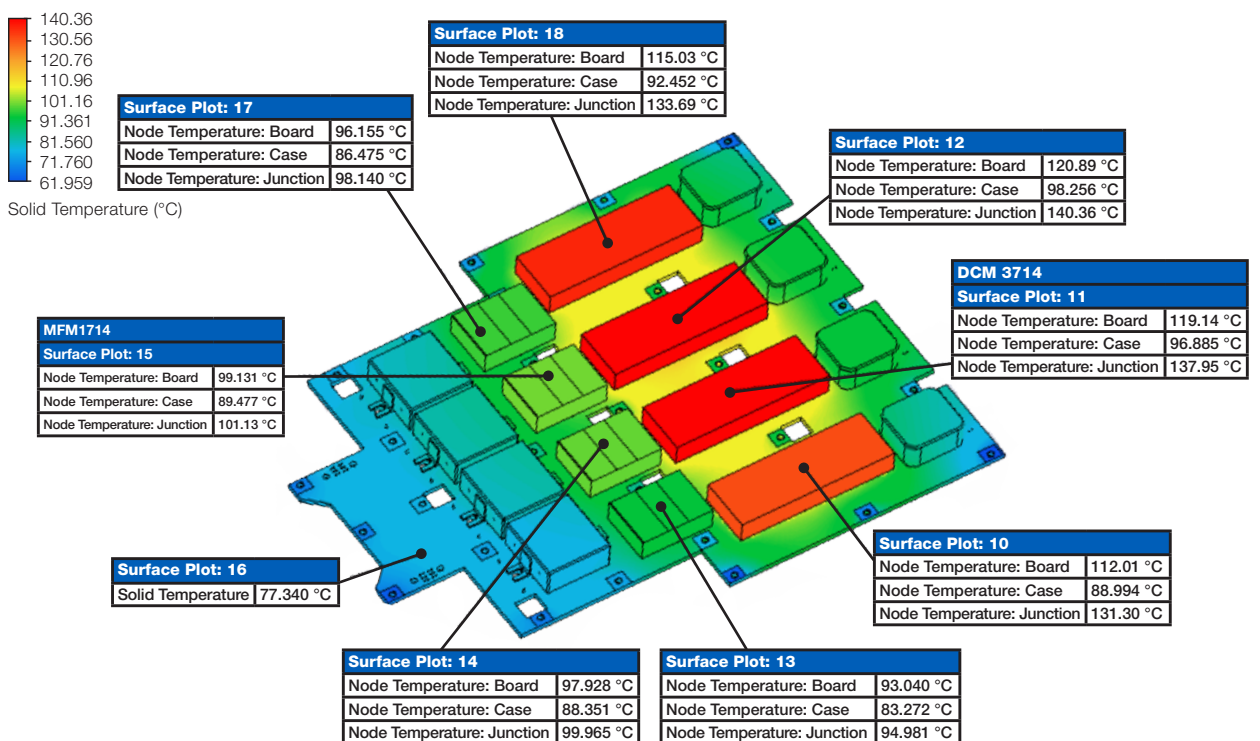 140.36
130.56
120.76
110.96
101.16
91.361
81.560
71.760
61.959
Solid Temperature (°C)
Surface Plot: 18
Node Temperature: Board 115.03 °C
Node Temperature: Case 92.452 °C
Node Temperature: Junction 133.69 °C
Surface Plot: 17
Node Temperature: Board 96.155 °C
Node Temperature: Case 86.475 °C
Node Temperature: Junction 98.140 °C
Surface Plot: 12
Node Temperature: Board 120.89 °C
Node Temperature: Case 98.256 °C
Node Temperature: Junction 140.36 °C
DCM 3714
Surface Plot: 11
Node Temperature: Board 119.14 °C
Node Temperature: Case 96.885 °C
Node Temperature: Junction 137.95 °C
MFM1714
Surface Plot: 15
Node Temperature: Board 99.131 °C
Node Temperature: Case 89.477 °C
Node Temperature: Junction 101.13 °C
Surface Plot: 16
Solid Temperature 77.340 °C
Surface Plot: 10
Node Temperature: Board 112.01 °C
Node Temperature: Case 88.994 °C
Node Temperature: Junction 131.30 °C
Surface Plot: 14
Node Temperature: Board 97.928 °C
Node Temperature: Case 88.351 °C
Node Temperature: Junction 99.965 °C
Surface Plot: 13
Node Temperature: Board 93.040 °C
Node Temperature: Case 83.272 °C
Node Temperature: Junction 94.981 °C